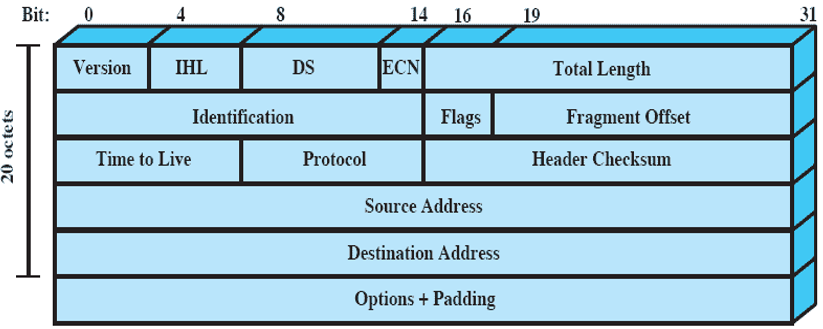 Bit: 0 4 8 14 16 19 31
Version IHL DS ECN Total Length
Identification Flags Fragment Offset
Time to Live Protocol Header Checksum
Source Address
Destination Address
Options + Padding
20 octets